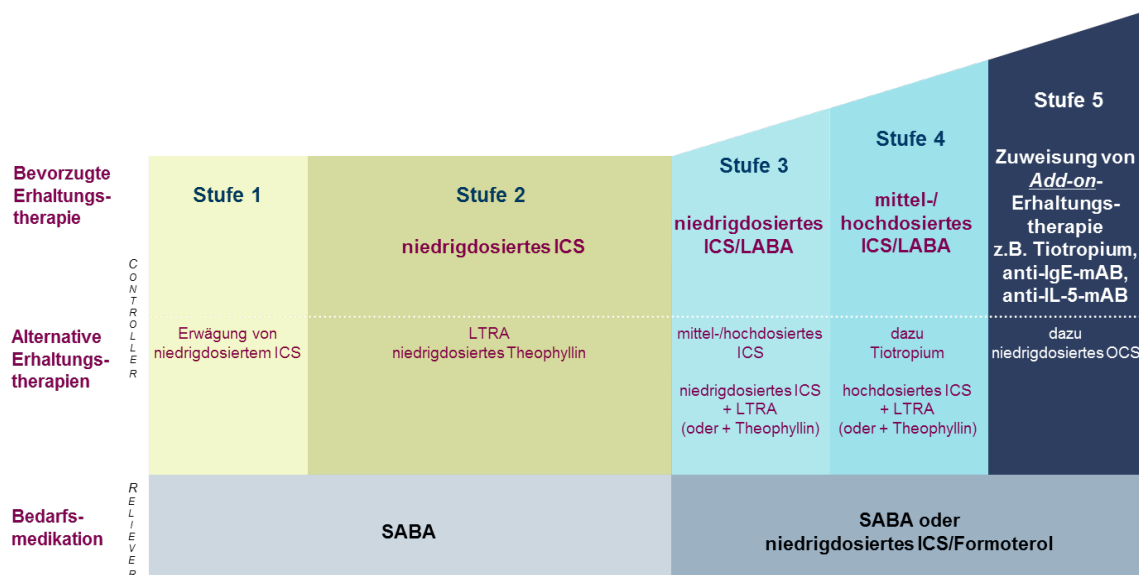 Bevorzugte
Erhaltungs-
therapie
CONTROLLER
Stufe 1
Stufe 2
niedrigdosiertes ICS
Stufe 3
niedrigdosiertes
ICS/LABA
Stufe 4
mittel-/
hochdosiertes
ICS/LABA
Stufe 5
Zuweisung von
Add-on-
Erhaltungs-
therapie
z.B. Tiotropium,
anti-IgE-mAB,
anti-IL-5-mAB
Alternative
Erhaltungs-
therapien
Erwägung von
niedrigdosiertem ICS
LTRA
niedrigdosiertes Theophyllin
mittel-/hochdosiertes
ICS
niedrigdosiertes ICS
+ LTRA
(oder + Theophyllin)
dazu
Tiotropium
hochdosiertes ICS
+ LTRA
(oder + Theophyllin)
dazu
niedrigdosiertes OCS
Bedarfs-
medikation
RELIEVER
SABA
SABA oder
niedrigdosiertes ICS/Formoterol